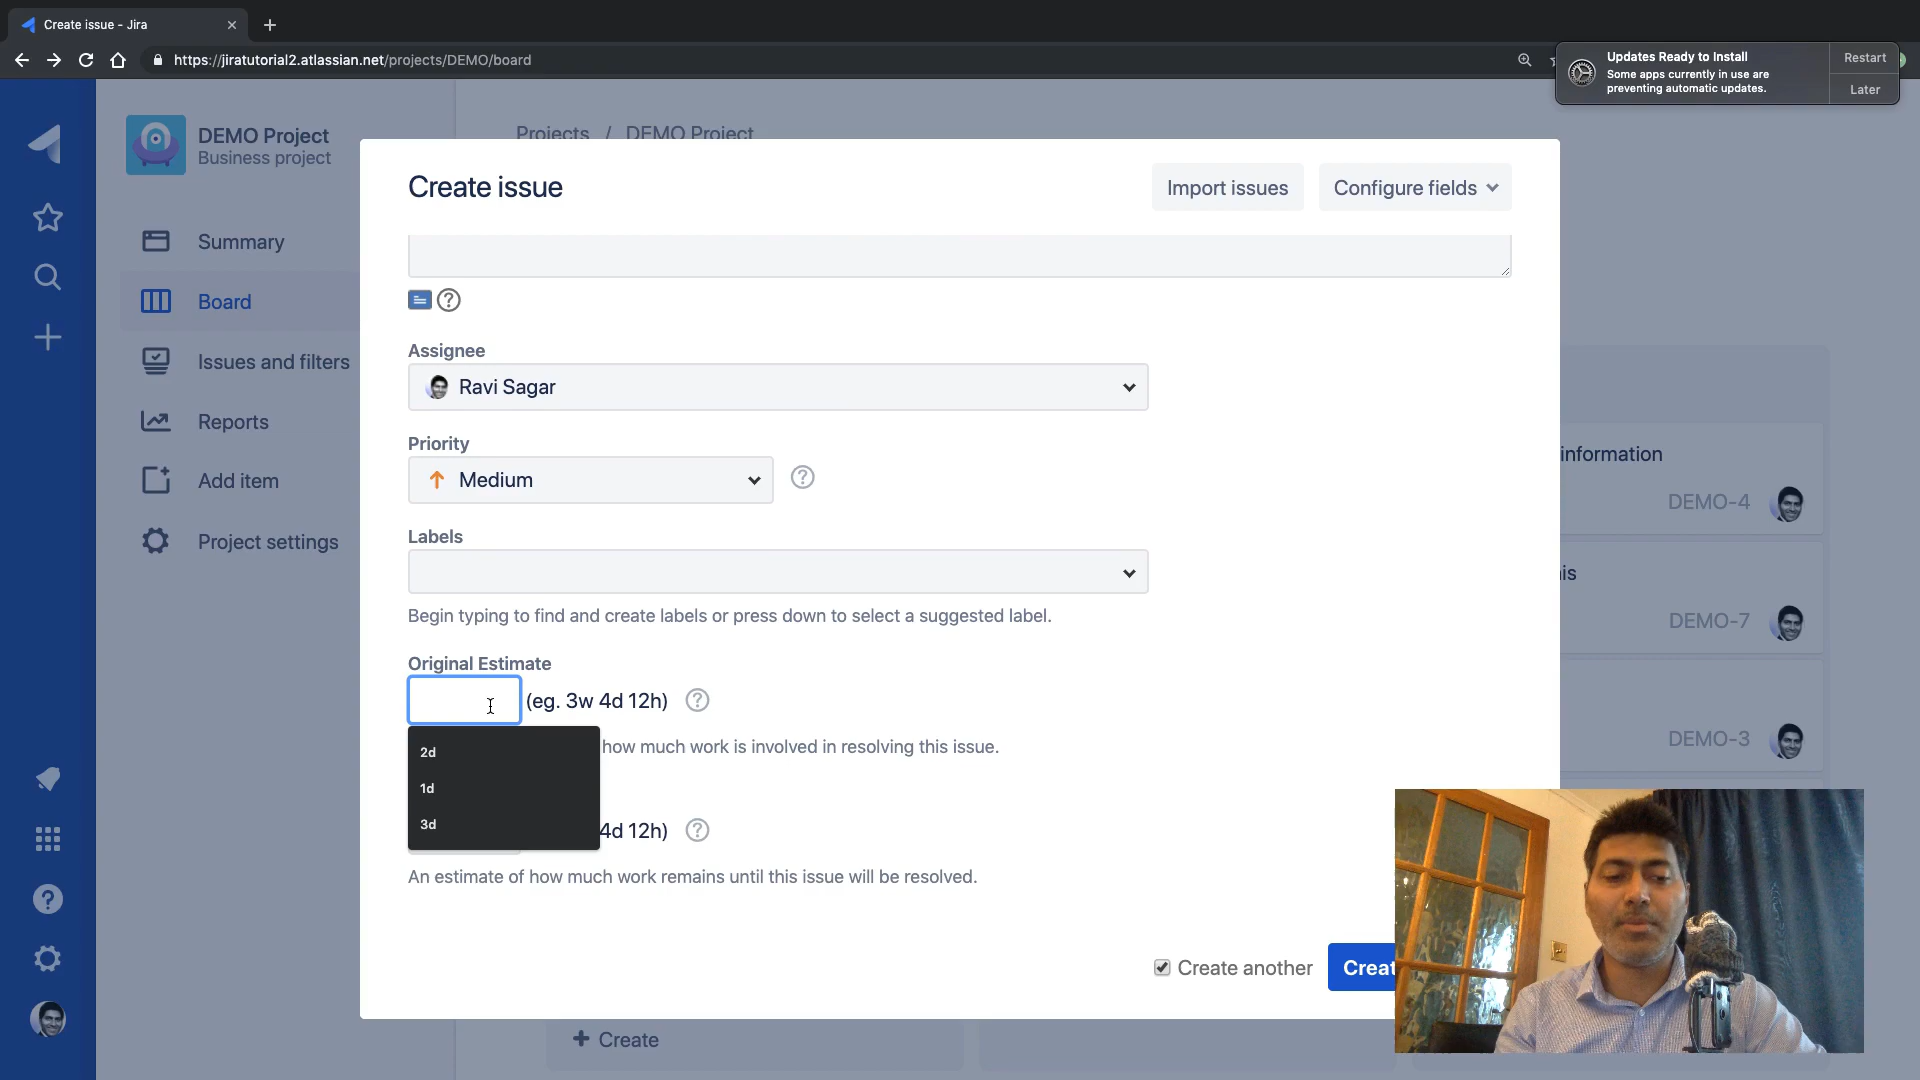 Create issue - Jira
https://jiratutorial2.atlassian.net/projects/DEMO/board
Updates Ready to Install
Some apps currently in use are
preventing automatic updates.
Restart
Later
DEMO Project
Business project
Summary
Board
Issues and filters
Reports
Add item
Project settings
Projects / DEMO Project
Create issue
Import issues
Configure fields
Assignee
Ravi Sagar
Priority
Medium
Labels
Begin typing to find and create labels or press down to select a suggested label.
Original Estimate
(eg. 3w 4d 12h)
how much work is involved in resolving this issue.
2d
1d
3d
4d 12h)
An estimate of how much work remains until this issue will be resolved.
Create another
Creat
information
DEMO-4
is
DEMO-7
DEMO-3
+ Create